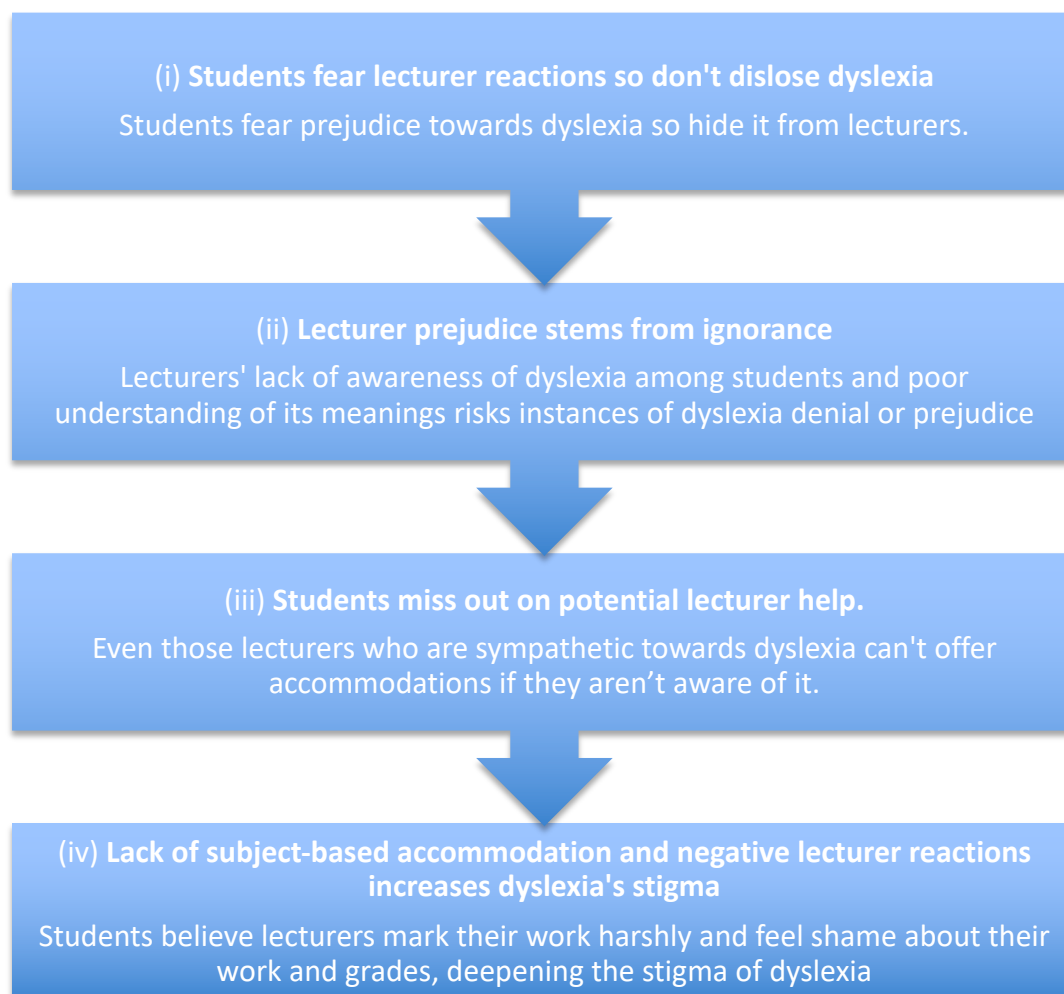 (i) Students fear lecturer reactions so don't dislose dyslexia
Students fear prejudice towards dyslexia so hide it from lecturers.
(ii) Lecturer prejudice stems from ignorance
Lecturers' lack of awareness of dyslexia among students and poor
understanding of its meanings risks instances of dyslexia denial or prejudice
(iii) Students miss out on potential lecturer help.
Even those lecturers who are sympathetic towards dyslexia can't offer
accommodations if they aren’t aware of it.
(iv) Lack of subject-based accommodation and negative lecturer reactions
increases dyslexia's stigma
Students believe lecturers mark their work harshly and feel shame about their
work and grades, deepening the stigma of dyslexia